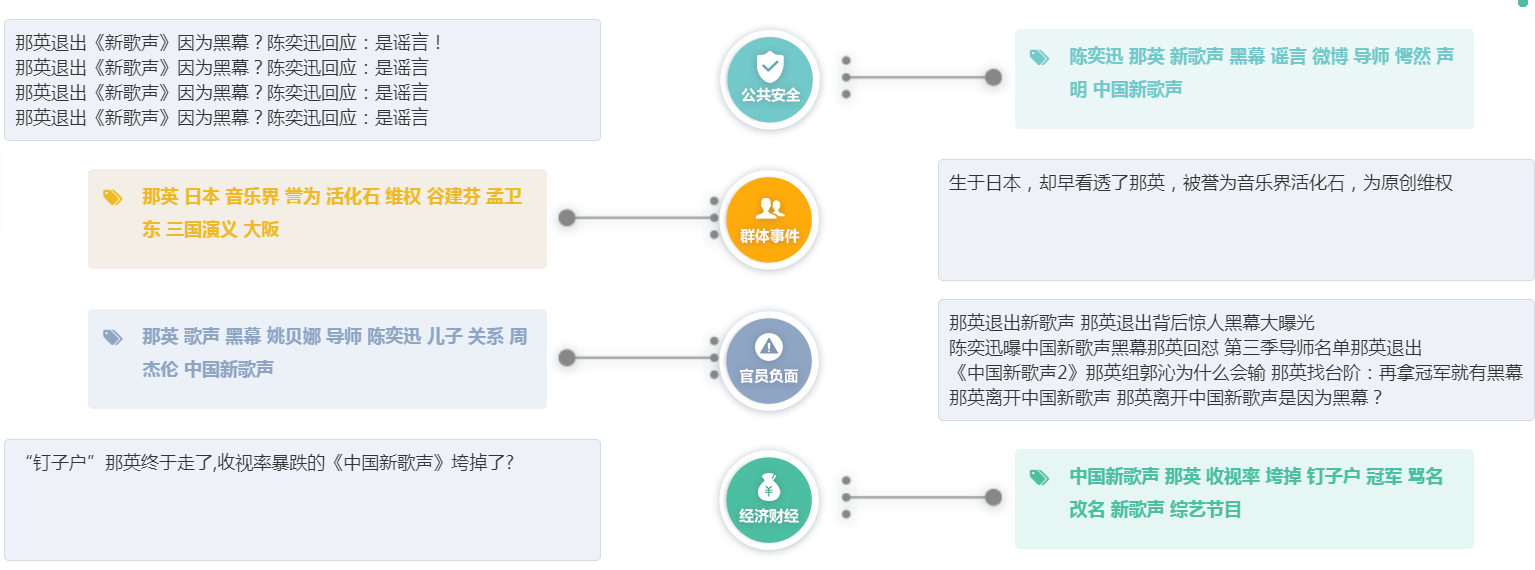 那英退出《新歌声》因为黑幕？陈奕迅回应：是谣言！
那英退出《新歌声》因为黑幕？陈奕迅回应：是谣言
那英退出《新歌声》因为黑幕？陈奕迅回应：是谣言
那英退出《新歌声》因为黑幕？陈奕迅回应：是谣言
公共安全
陈奕迅 那英 新歌声 黑幕 谣言 微博 导师 愕然 声
明 中国新歌声
那英 日本 音乐界 誉为 活化石 维权 谷建芬 孟卫
东 三国演义 大阪
群体事件
生于日本，却早看透了那英，被誉为音乐界活化石，为原创维权
那英 歌声 黑幕 姚贝娜 导师 陈奕迅 儿子 关系 周
杰伦 中国新歌声
官员负面
那英退出新歌声 那英退出背后惊人黑幕大曝光
陈奕迅曝中国新歌声黑幕那英回怼 第三季导师名单那英退出
《中国新歌声2》那英组郭沁为什么会输 那英找台阶：再拿冠军就有黑幕
那英离开中国新歌声 那英离开中国新歌声是因为黑幕？
“钉子户”那英终于走了,收视率暴跌的《中国新歌声》垮掉了?
经济财经
中国新歌声 那英 收视率 垮掉 钉子户 冠军 骂名
改名 新歌声 综艺节目